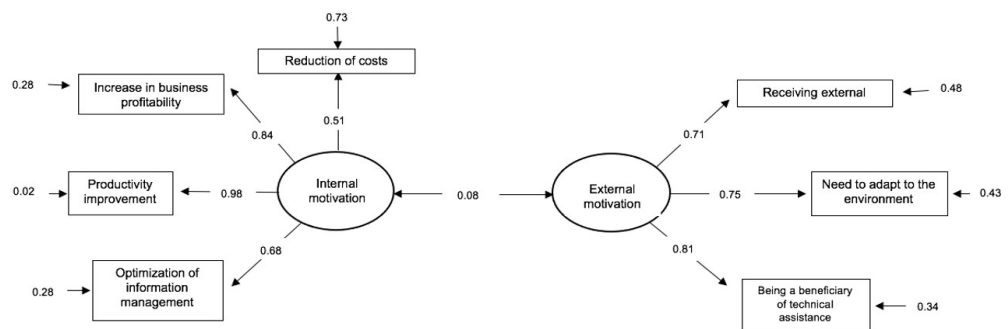 0.73
Reduction of costs
0.28
Increase in business
profitability
0.48
Receiving external
0.51
0.84
0.71
0.02
Productivity
improvement
0.98
Internal
motivation
0.08
External
motivation
0.75
Need to adapt to the
environment
0.43
0.68
0.81
0.28
Optimization of
information
management
Being a beneficiary
of technical
assistance
0.34